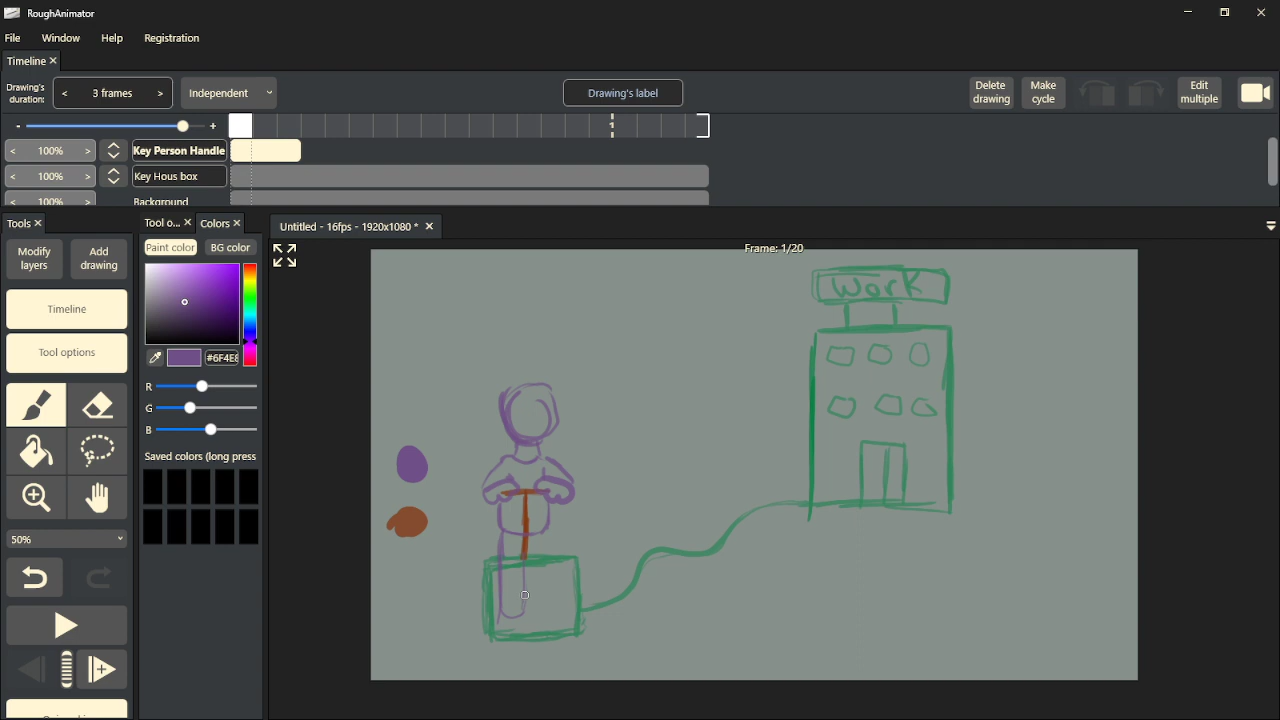 RoughAnimator
File Window Help Registration
Timeline
Drawing's duration: < 3 frames > Independent Drawing's label Delete drawing Make cycle Edit multiple
- + 1
< 100% > Key Person Handle
< 100% > Key Hous box
100% Background
Tools Tool o... Colors Untitled - 16fps - 1920x1080 *
Modify layers Add drawing Paint color BG color Frame: 1/20
Work
Timeline
Tool options
#6F4E8
R
G
B
Saved colors (long press
50%